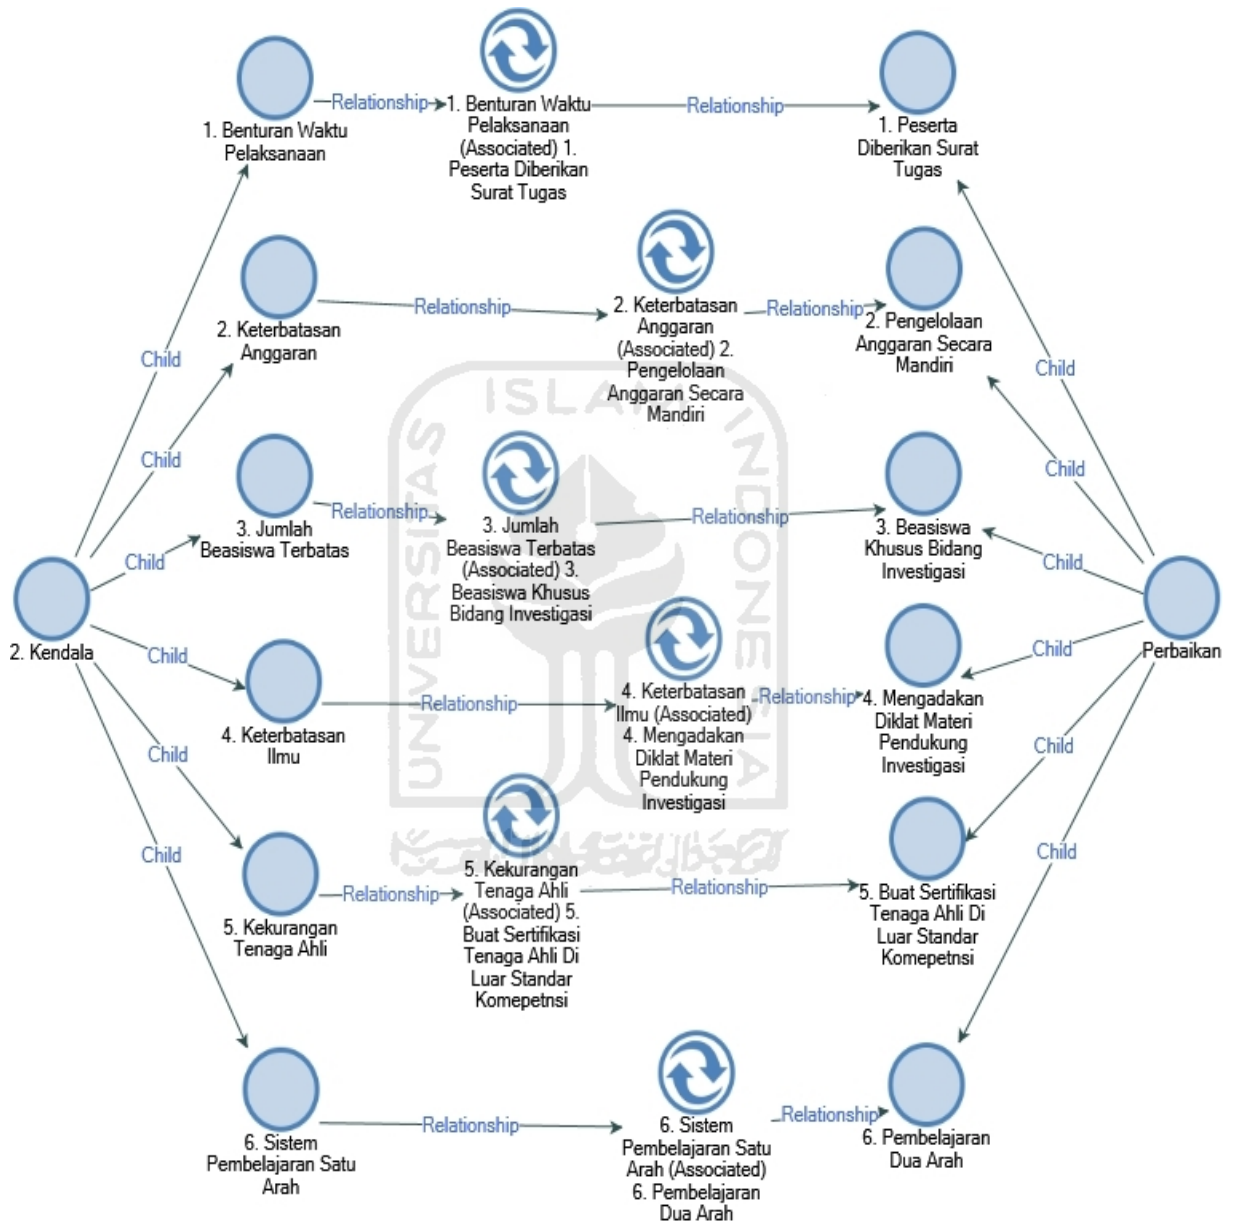 Relationship
Relationship
1. Benturan Waktu
Pelaksanaan
1. Benturan Waktu
Pelaksanaan
(Associated) 1.
Peserta Diberikan
Surat Tugas
1. Peserta
Diberikan Surat
Tugas
Relationship
Relationship
2. Keterbatasan
Anggaran
2. Keterbatasan
Anggaran
(Associated) 2.
Pengelolaan
Anggaran Secara
Mandiri
2. Pengelolaan
Anggaran Secara
Mandiri
Child
Child
Child
Child
Relationship
Relationship
3. Jumlah
Beasiswa Terbatas
3. Jumlah
Beasiswa Terbatas
(Associated) 3.
Beasiswa Khusus
Bidang Investigasi
3. Beasiswa
Khusus Bidang
Investigasi
Child
Child
2. Kendala
Perbaikan
Child
Child
Relationship
Relationship
4. Keterbatasan
Ilmu
4. Keterbatasan
Ilmu (Associated)
4. Mengadakan
Diklat Materi
Pendukung
Investigasi
4. Mengadakan
Diklat Materi
Pendukung
Investigasi
Child
Child
Relationship
Relationship
5. Kekurangan
Tenaga Ahli
5. Kekurangan
Tenaga Ahli
(Associated) 5.
Buat Sertifikasi
Tenaga Ahli Di
Luar Standar
Komepetnsi
5. Buat Sertifikasi
Tenaga Ahli Di
Luar Standar
Komepetnsi
Child
Child
Relationship
Relationship
6. Sistem
Pembelajaran Satu
Arah
6. Sistem
Pembelajaran Satu
Arah (Associated)
6. Pembelajaran
Dua Arah
6. Pembelajaran
Dua Arah
UNIVERSITAS
ISLAM
INDONESIA